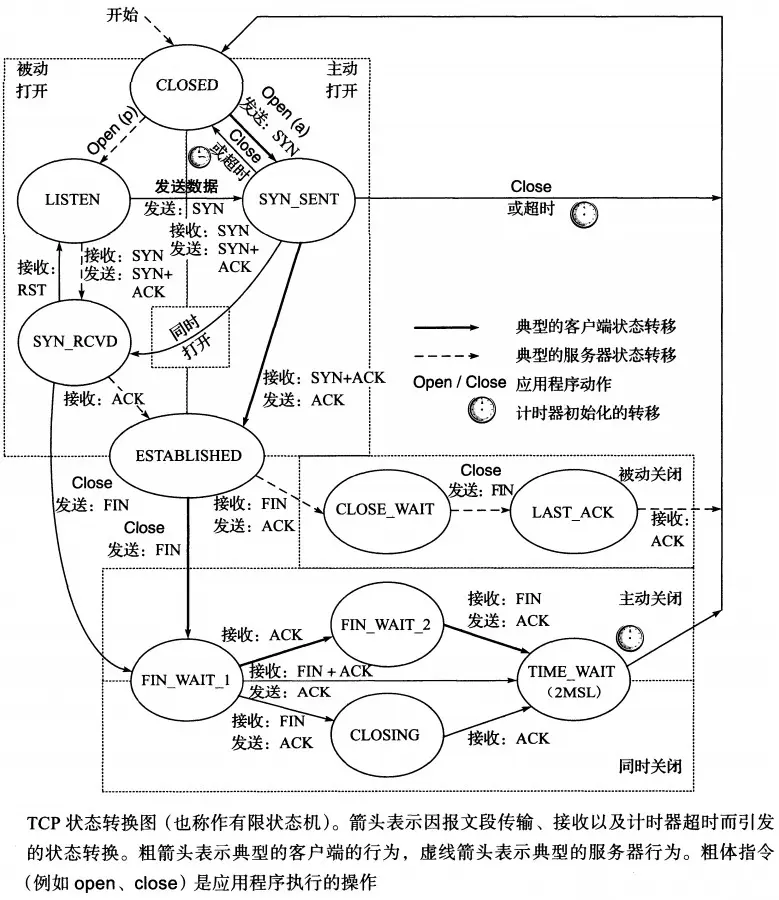 开始
被动
打开
主动
打开
CLOSED
Open (p)
Open (a)
发送：SYN
Close
或超时
LISTEN
发送数据
发送：SYN
SYN_SENT
Close
或超时
接收：SYN
发送：SYN+
ACK
接收：
RST
接收：SYN
发送：SYN+
ACK
SYN_RCVD
同时
打开
典型的客户端状态转移
典型的服务器状态转移
Open / Close 应用程序动作
计时器初始化的转移
接收：ACK
接收：SYN+ACK
发送：ACK
ESTABLISHED
Close
发送：FIN
接收：FIN
发送：ACK
Close
发送：FIN
CLOSE_WAIT
Close
发送：FIN
LAST_ACK
被动关闭
接收：
ACK
主动关闭
FIN_WAIT_1
接收：ACK
FIN_WAIT_2
接收：FIN
发送：ACK
接收：FIN + ACK
发送：ACK
TIME_WAIT
（2MSL）
接收：FIN
发送：ACK
CLOSING
接收：ACK
同时关闭
TCP 状态转换图（也称作有限状态机）。箭头表示因报文段传输、接收以及计时器超时而引发
的状态转换。粗箭头表示典型的客户端的行为，虚线箭头表示典型的服务器行为。粗体指令
（例如 open、close）是应用程序执行的操作